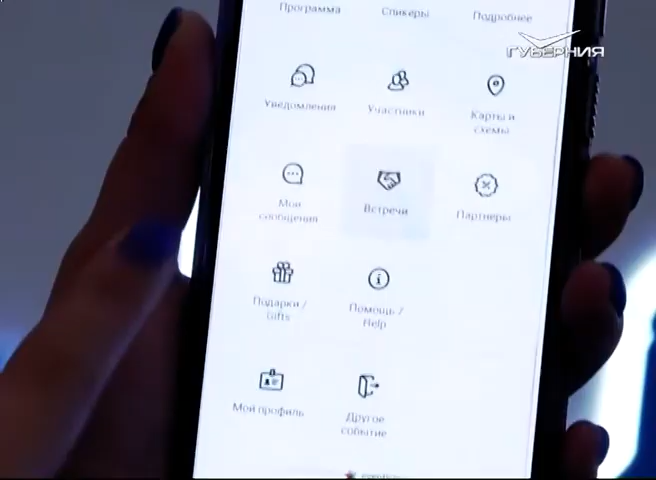 Программа
Спикеры
Подробнее
ГУБЕРНИЯ
Уведомления
Участники
Карты и
схемы
Мои
сообщения
Встречи
Партнеры
Подарки /
Gifts
Помощь /
Help
Мой профиль
Другое
событие